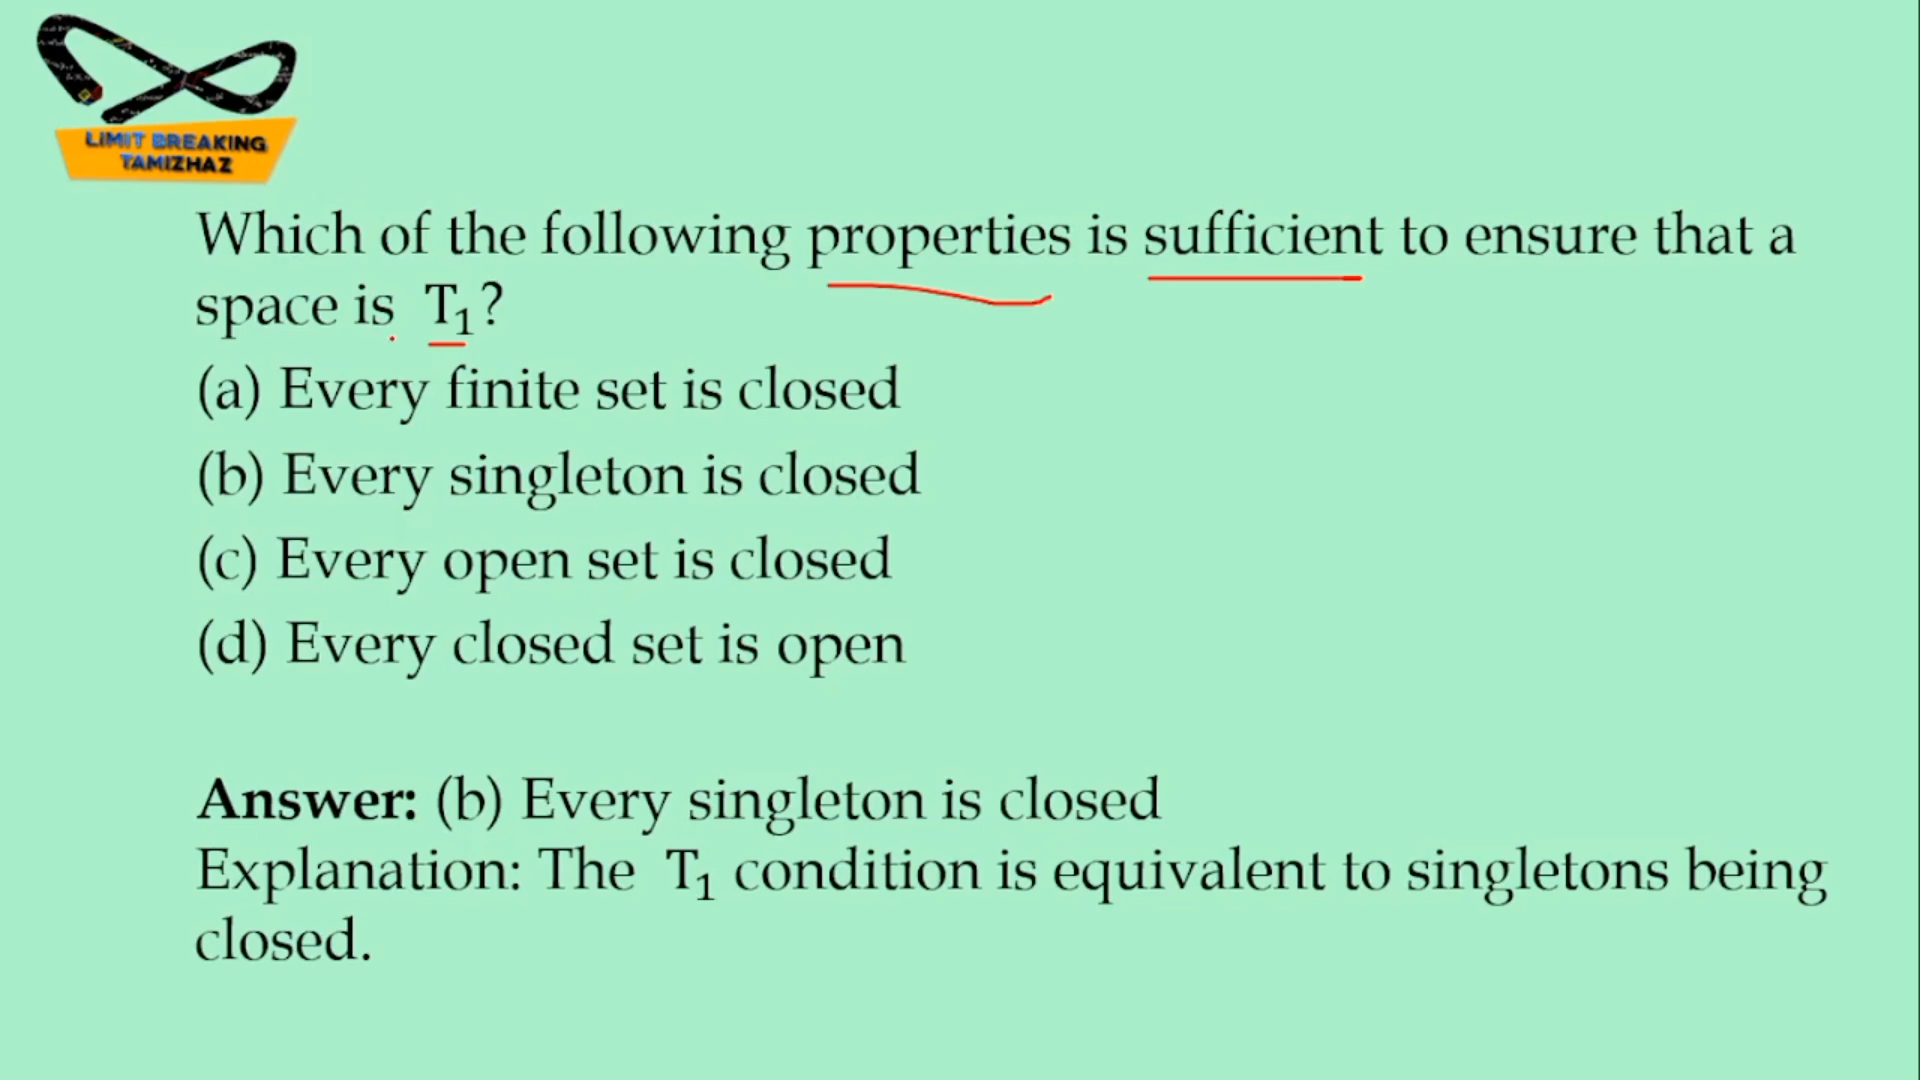 LIMIT BREAKING
TAMIZHAZ
Which of the following properties is sufficient to ensure that a
space is T₁?
(a) Every finite set is closed
(b) Every singleton is closed
(c) Every open set is closed
(d) Every closed set is open
Answer: (b) Every singleton is closed
Explanation: The T₁ condition is equivalent to singletons being
closed.